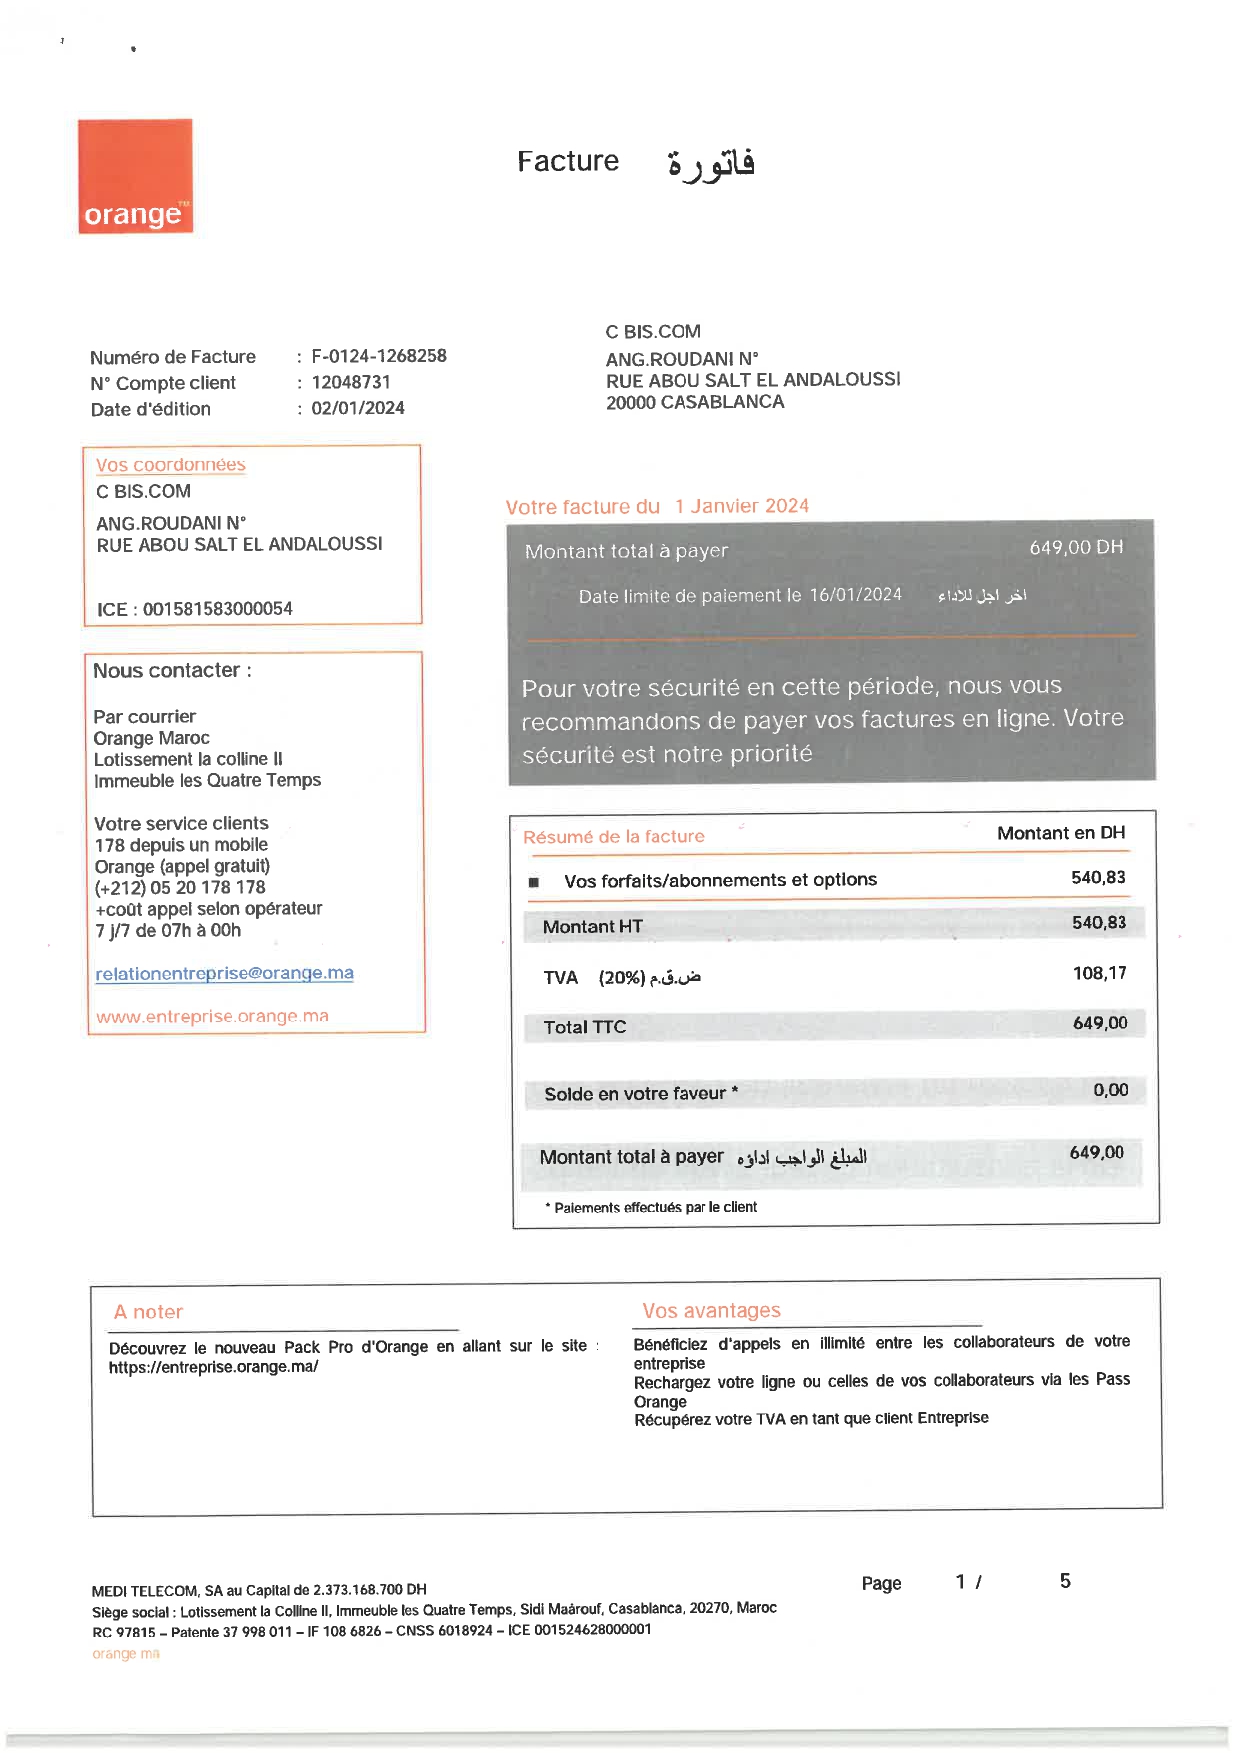 orange™
Facture فاتورة
C BIS.COM
ANG.ROUDANI N°
RUE ABOU SALT EL ANDALOUSSI
20000 CASABLANCA
Numéro de Facture : F-0124-1268258
N° Compte client : 12048731
Date d'édition : 02/01/2024
Vos coordonnées
C BIS.COM
ANG.ROUDANI N°
RUE ABOU SALT EL ANDALOUSSI
ICE : 001581583000054
Nous contacter :
Par courrier
Orange Maroc
Lotissement la colline II
Immeuble les Quatre Temps
Votre service clients
178 depuis un mobile
Orange (appel gratuit)
(+212) 05 20 178 178
+coût appel selon opérateur
7 j/7 de 07h à 00h
relationentreprise@orange.ma
www.entreprise.orange.ma
Votre facture du 1 Janvier 2024
Montant total à payer 649,00 DH
Date limite de paiement le 16/01/2024 اخر اجل للأداء
Pour votre sécurité en cette période, nous vous
recommandons de payer vos factures en ligne. Votre
sécurité est notre priorité
Résumé de la facture Montant en DH
■ Vos forfaits/abonnements et options 540,83
Montant HT 540,83
TVA (20%) ض.ق.م 108,17
Total TTC 649,00
Solde en votre faveur * 0,00
Montant total à payer المبلغ الواجب اداؤه 649,00
* Paiements effectués par le client
A noter
Découvrez le nouveau Pack Pro d'Orange en allant sur le site :
https://entreprise.orange.ma/
Vos avantages
Bénéficiez d'appels en illimité entre les collaborateurs de votre
entreprise
Rechargez votre ligne ou celles de vos collaborateurs via les Pass
Orange
Récupérez votre TVA en tant que client Entreprise
Page 1 / 5
MEDI TELECOM, SA au Capital de 2.373.168.700 DH
Siège social : Lotissement la Colline II, Immeuble les Quatre Temps, Sidi Maârouf, Casablanca, 20270, Maroc
RC 97815 – Patente 37 998 011 – IF 108 6826 – CNSS 6018924 – ICE 001524628000001
orange ma